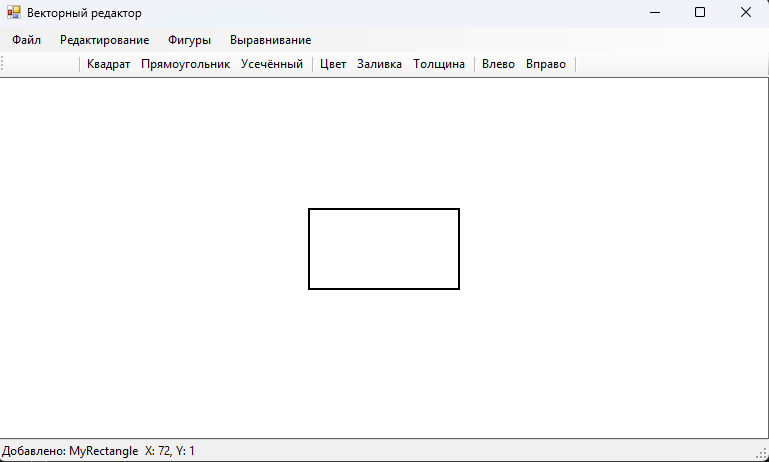 Векторный редактор
Файл Редактирование Фигуры Выравнивание
Квадрат Прямоугольник Усечённый Цвет Заливка Толщина Влево Вправо
Добавлено: MyRectangle X: 72, Y: 1